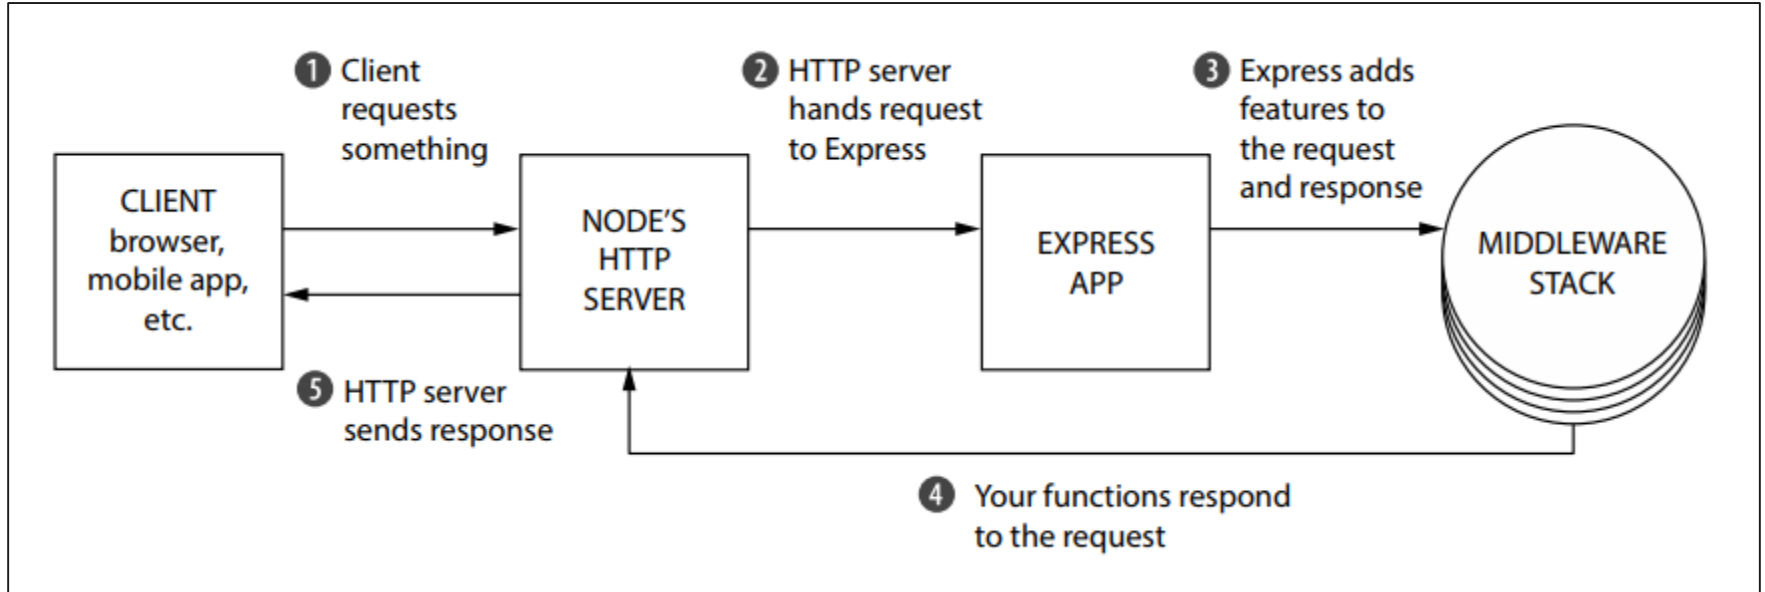 1 Client
requests
something
2 HTTP server
hands request
to Express
3 Express adds
features to
the request
and response
CLIENT
browser,
mobile app,
etc.
NODE'S
HTTP
SERVER
EXPRESS
APP
MIDDLEWARE
STACK
5 HTTP server
sends response
4 Your functions respond
to the request